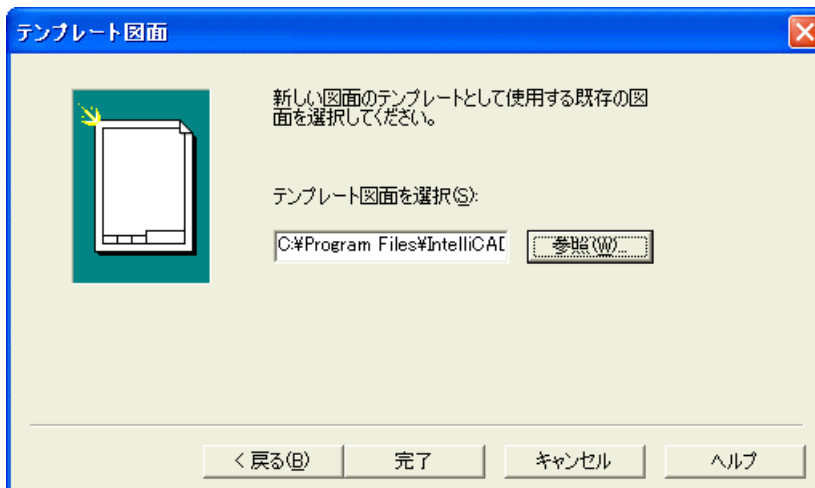 テンプレート図面
新しい図面のテンプレートとして使用する既存の図
面を選択してください。
テンプレート図面を選択(S):
C:¥Program Files¥IntelliCAD
参照(W)...
< 戻る(B)
完了
キャンセル
ヘルプ